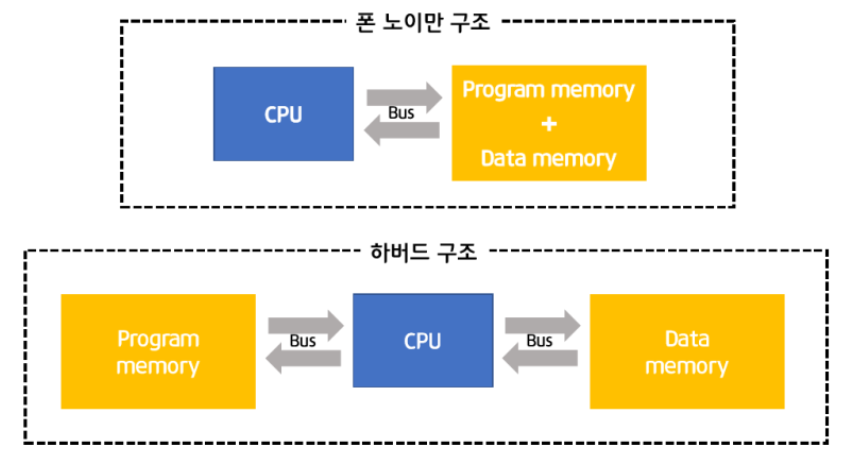 폰 노이만 구조
CPU
Bus
Program memory
+
Data memory
하버드 구조
Program
memory
Bus
CPU
Bus
Data
memory